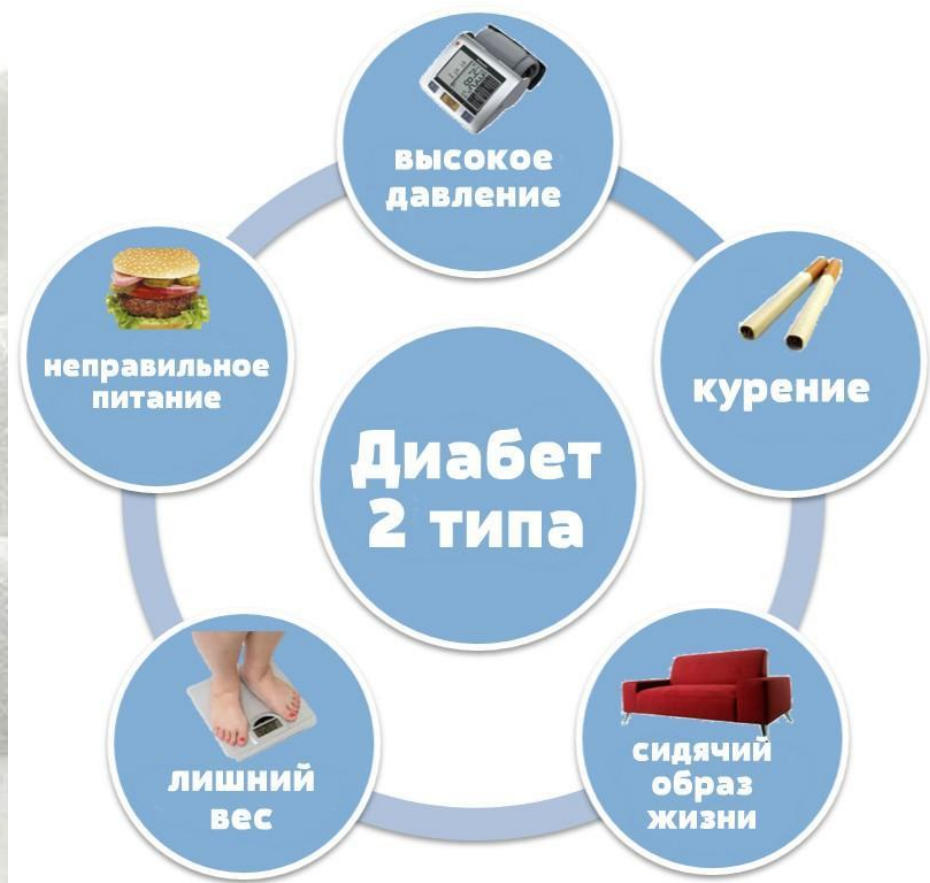 высокое
давление
неправильное
питание
курение
Диабет
2 типа
лишний
вес
сидячий
образ
жизни